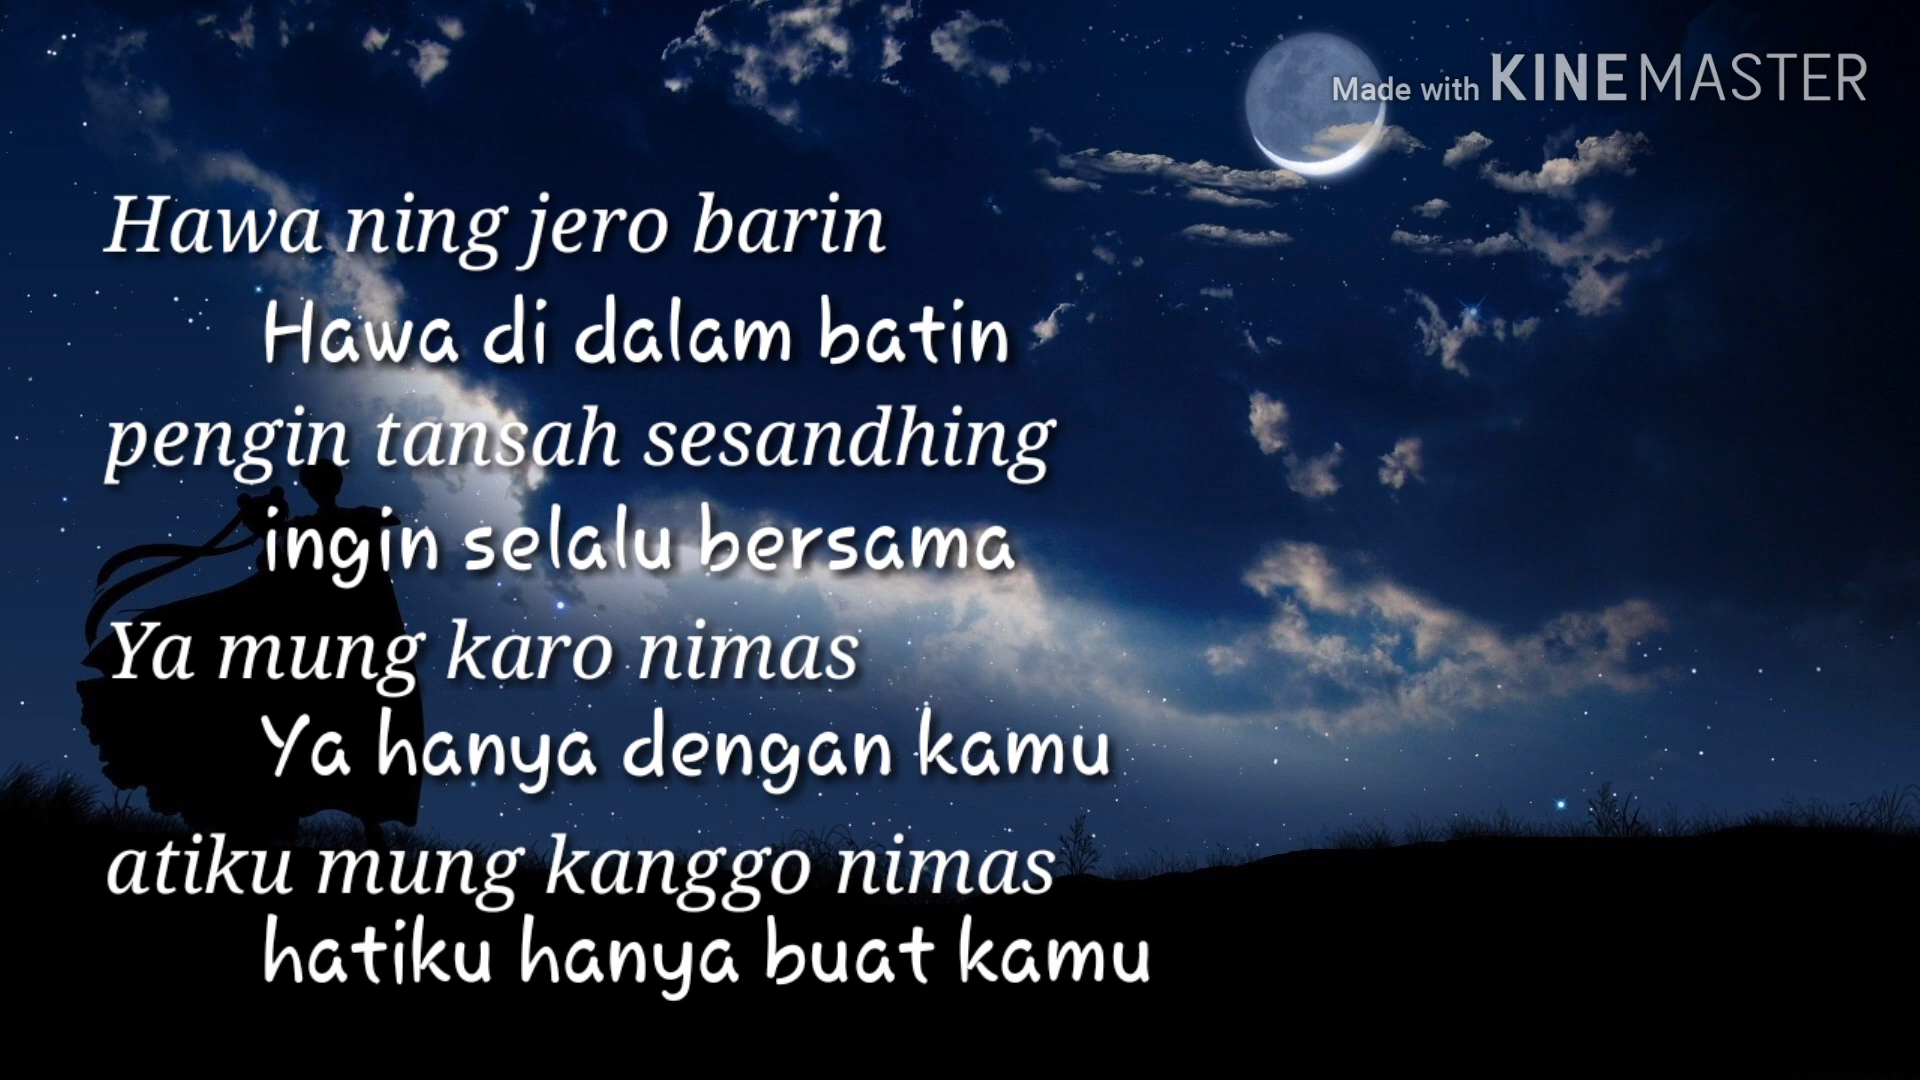 Made with KINEMASTER
Hawa ning jero barin
Hawa di dalam batin
pengin tansah sesandhing
ingin selalu bersama
Ya mung karo nimas
Ya hanya dengan kamu
atiku mung kanggo nimas
hatiku hanya buat kamu